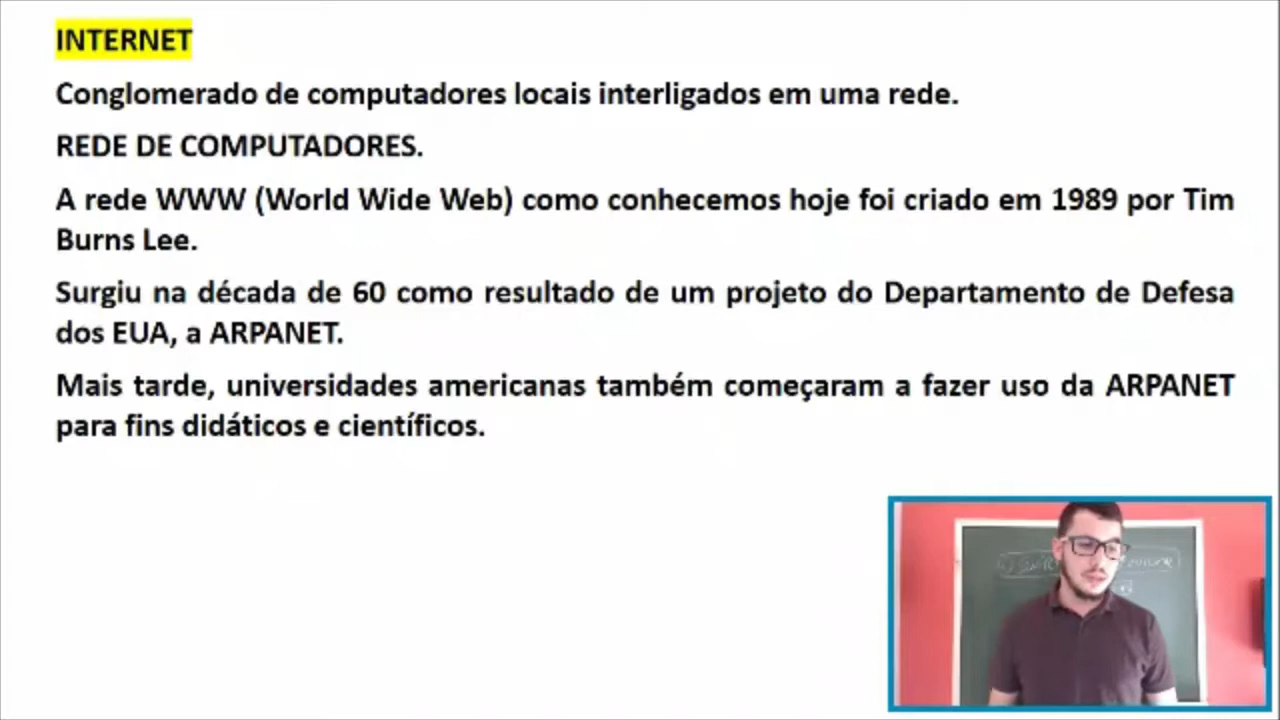 INTERNET
Conglomerado de computadores locais interligados em uma rede.
REDE DE COMPUTADORES.
A rede WWW (World Wide Web) como conhecemos hoje foi criado em 1989 por Tim
Burns Lee.
Surgiu na década de 60 como resultado de um projeto do Departamento de Defesa
dos EUA, a ARPANET.
Mais tarde, universidades americanas também começaram a fazer uso da ARPANET
para fins didáticos e científicos.